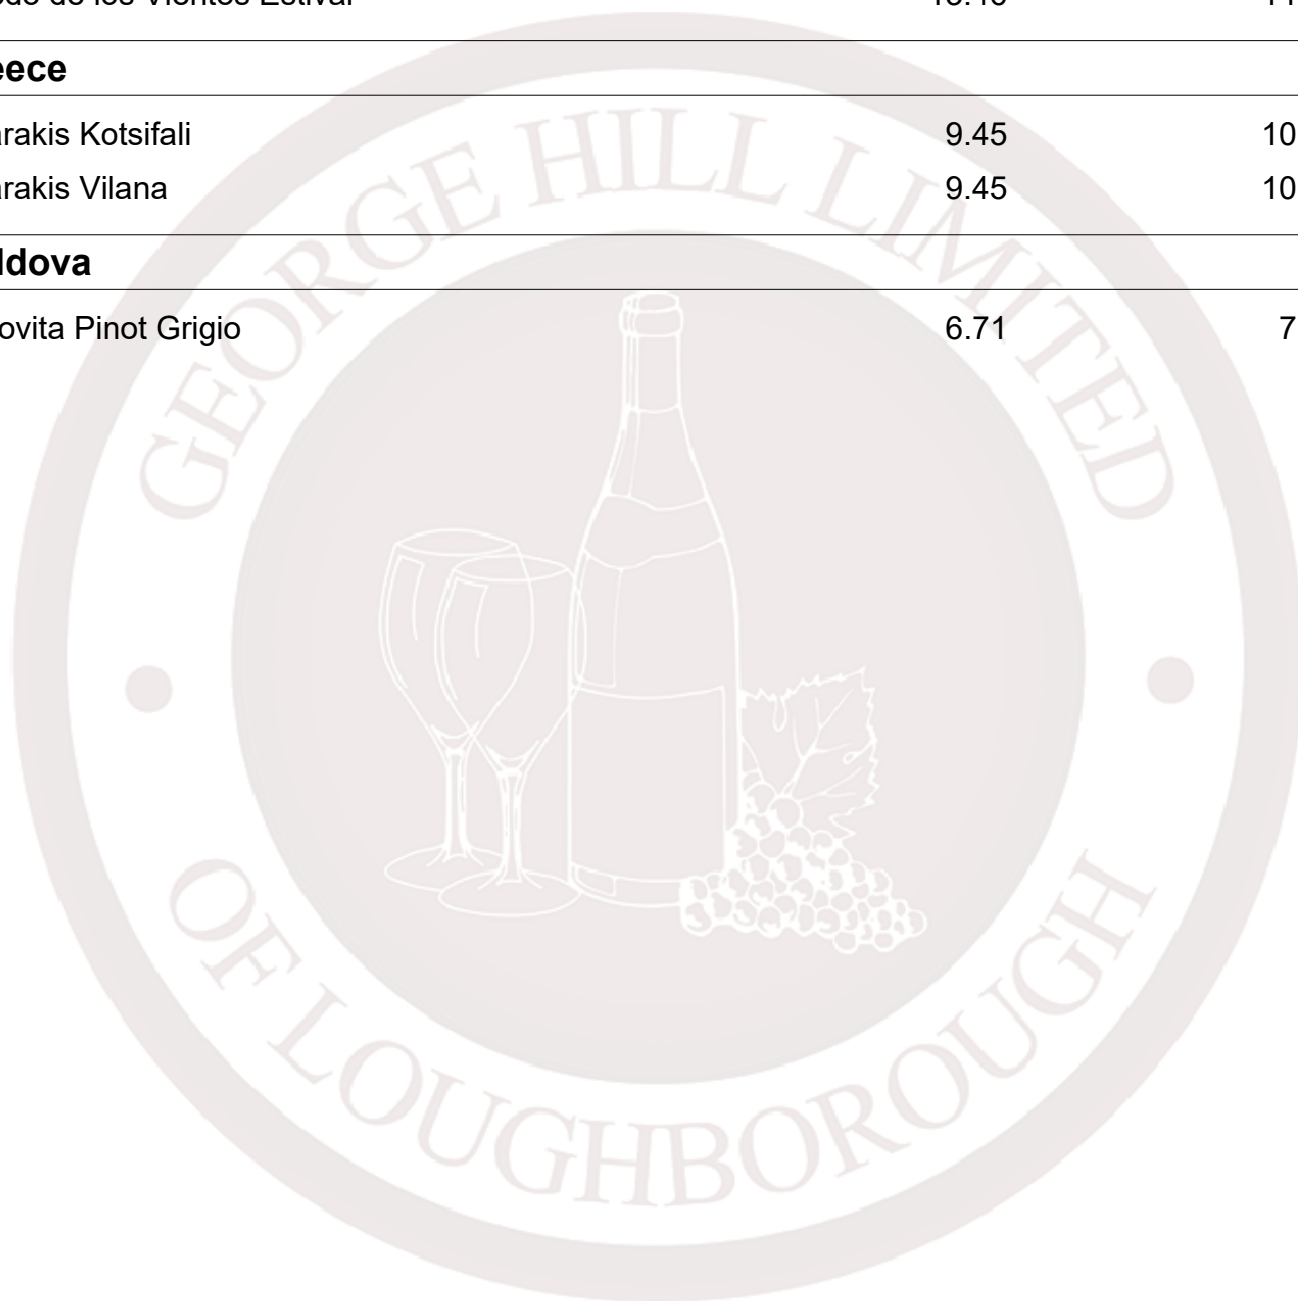 eece
arakis Kotsifali 9.45 10
arakis Vilana 9.45 10
ldova
ovita Pinot Grigio 6.71 7
GEORGE HILL LIMITED
OF LOUGHBOROUGH